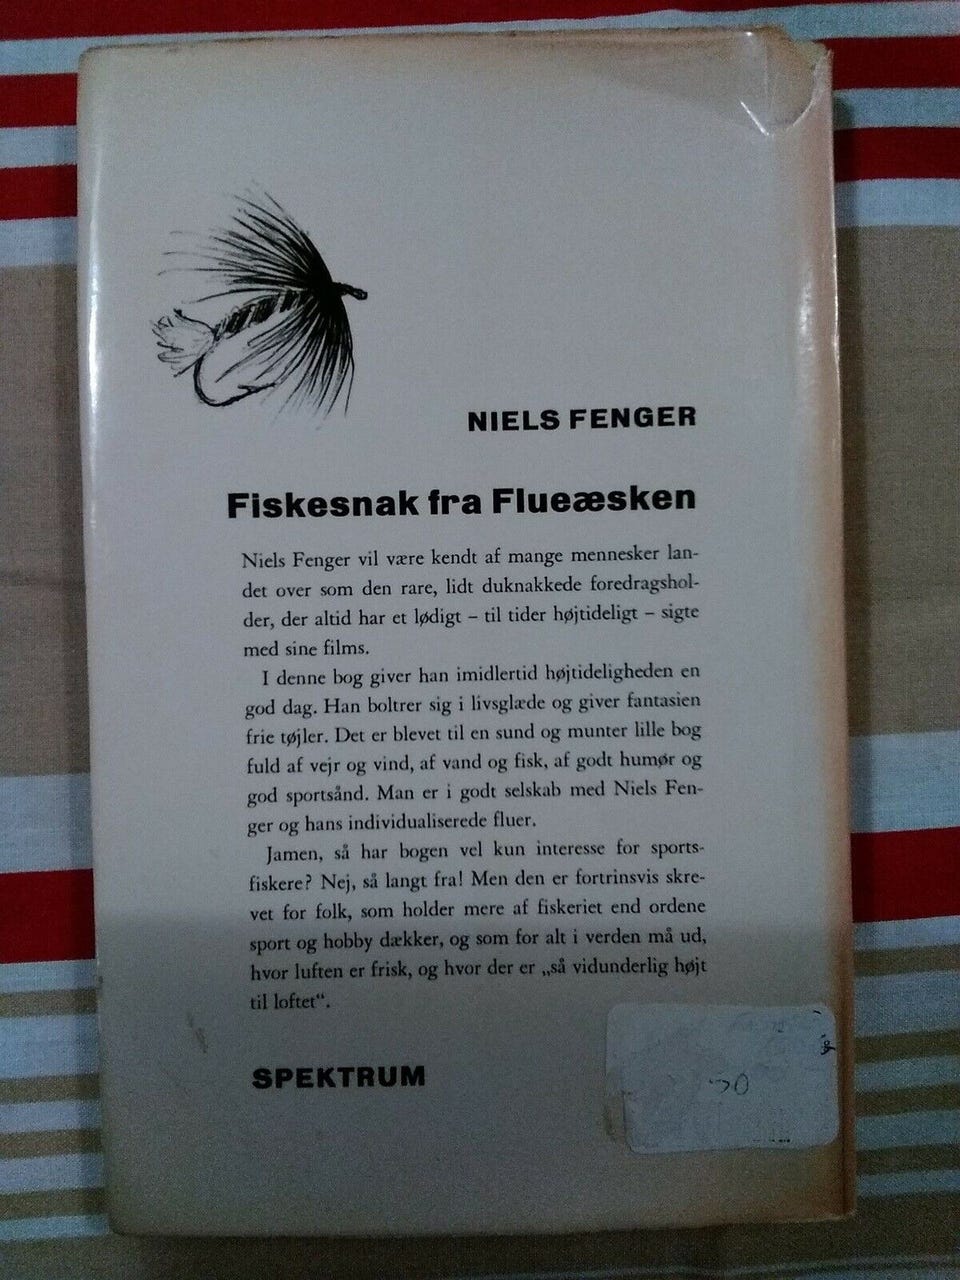 NIELS FENGER
Fiskesnak fra Flueæsken
Niels Fenger vil være kendt af mange mennesker lan-
det over som den rare, lidt duknakkede foredragshol-
der, der altid har et lødigt – til tider højtideligt – sigte
med sine films.
I denne bog giver han imidlertid højtideligheden en
god dag. Han boltrer sig i livsglæde og giver fantasien
frie tøjler. Det er blevet til en sund og munter lille bog
fuld af vejr og vind, af vand og fisk, af godt humør og
god sportsånd. Man er i godt selskab med Niels Fen-
ger og hans individualiserede fluer.
Jamen, så har bogen vel kun interesse for sports-
fiskere? Nej, så langt fra! Men den er fortrinsvis skre-
vet for folk, som holder mere af fiskeriet end ordene
sport og hobby dækker, og som for alt i verden må ud,
hvor luften er frisk, og hvor der er „så vidunderlig højt
til loftet“.
SPEKTRUM